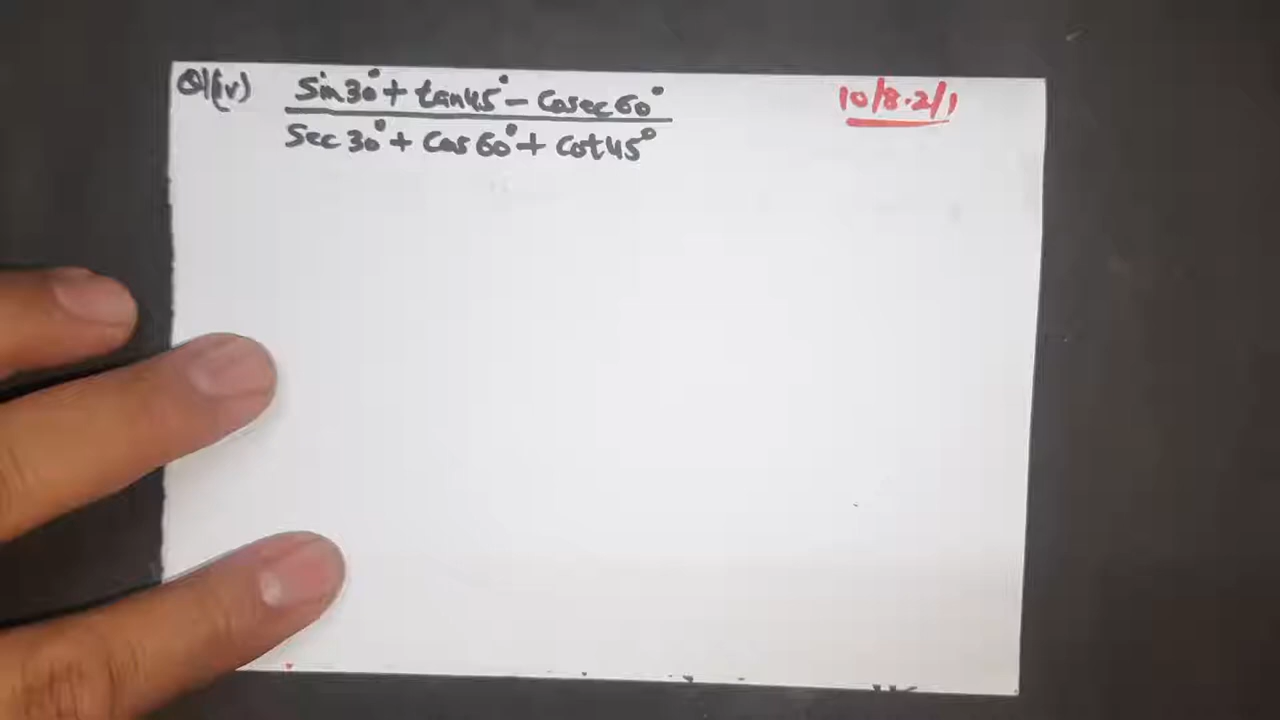 Q1(iv) sin30° + tan45° - Cosec60°
10/8.2/1
Sec30° + Cos60° + Cot45°